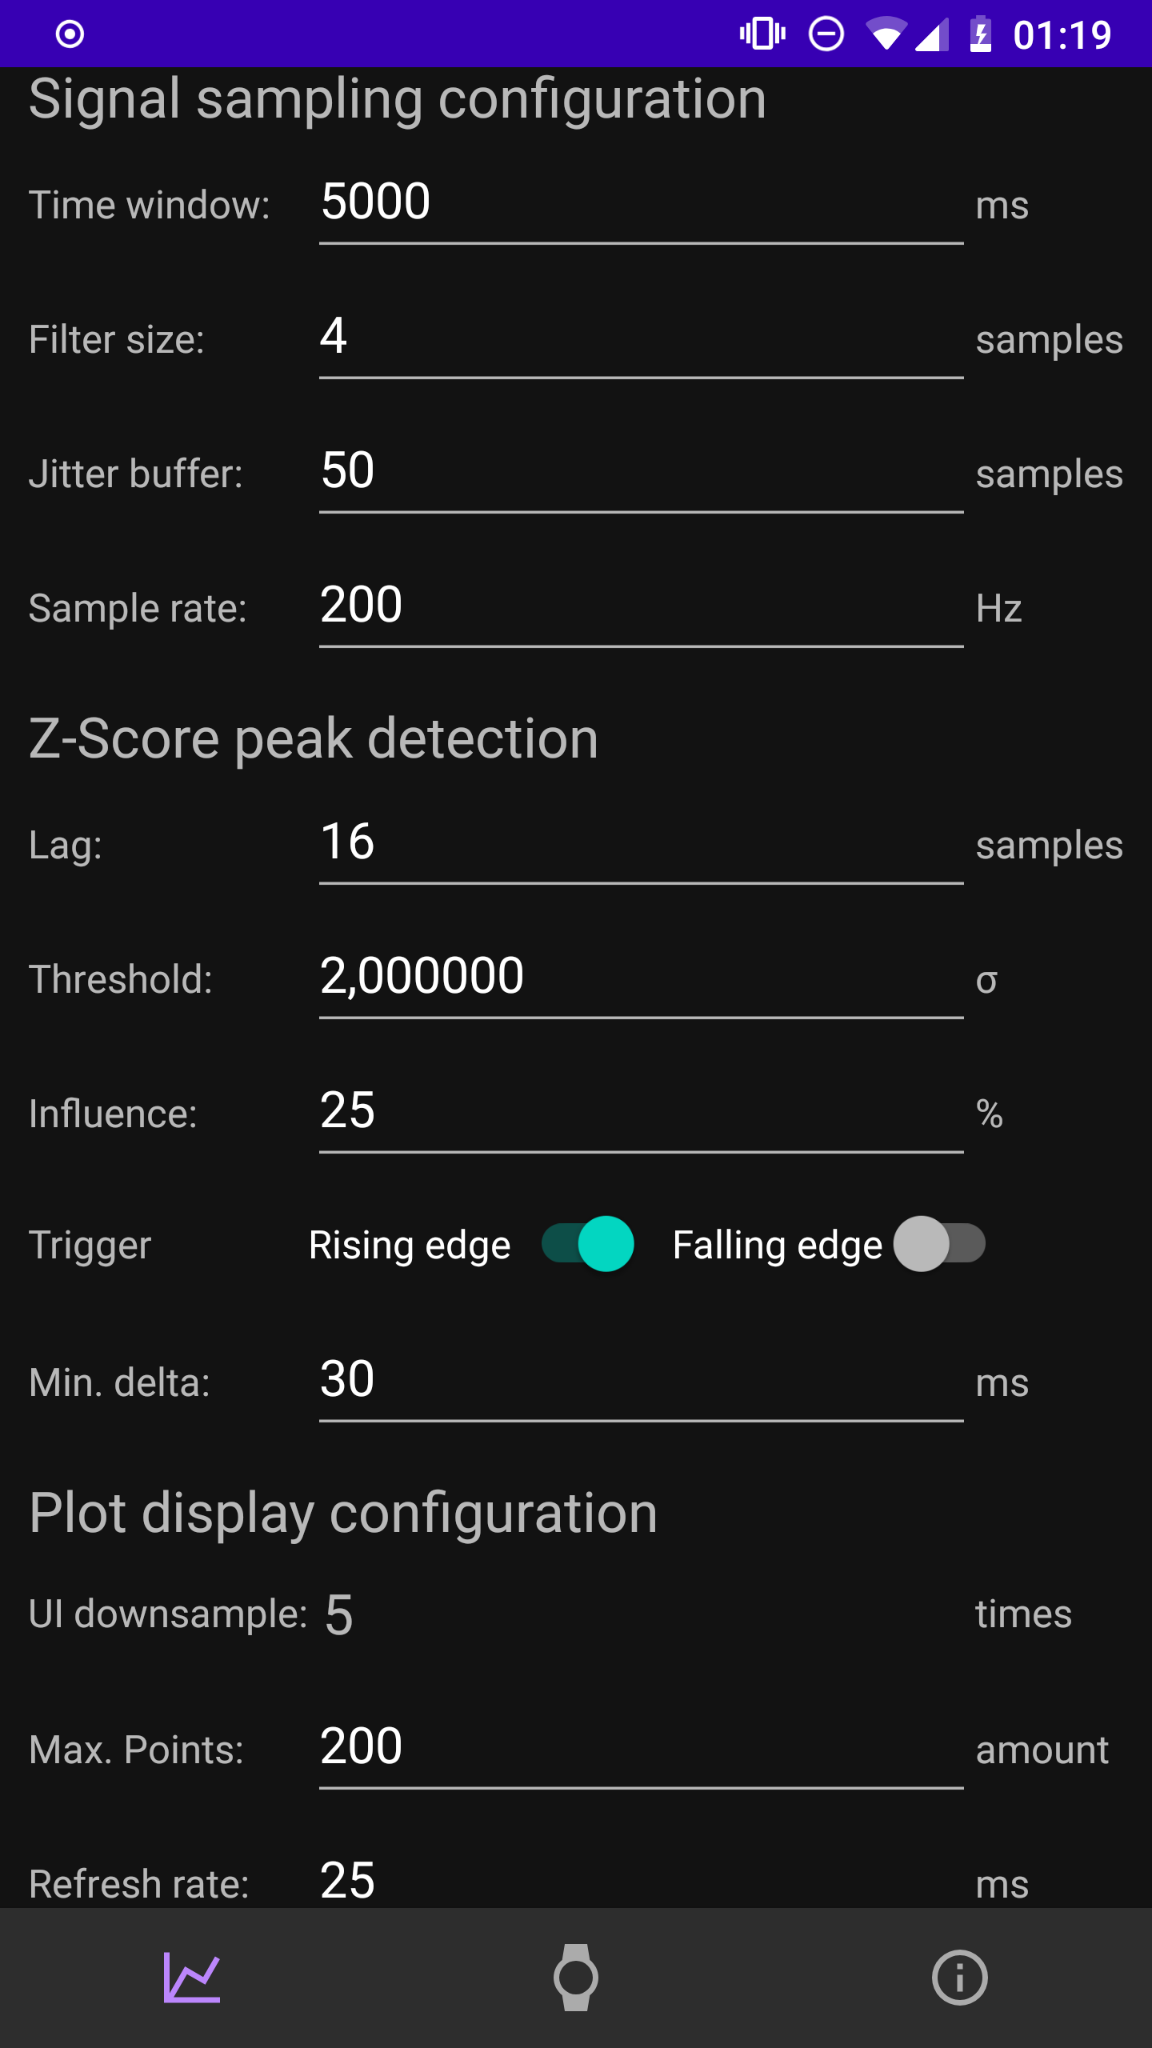 01:19
Signal sampling configuration
Time window: 5000 ms
Filter size: 4 samples
Jitter buffer: 50 samples
Sample rate: 200 Hz
Z-Score peak detection
Lag: 16 samples
Threshold: 2,000000 σ
Influence: 25 %
Trigger Rising edge Falling edge
Min. delta: 30 ms
Plot display configuration
UI downsample: 5 times
Max. Points: 200 amount
Refresh rate: 25 ms